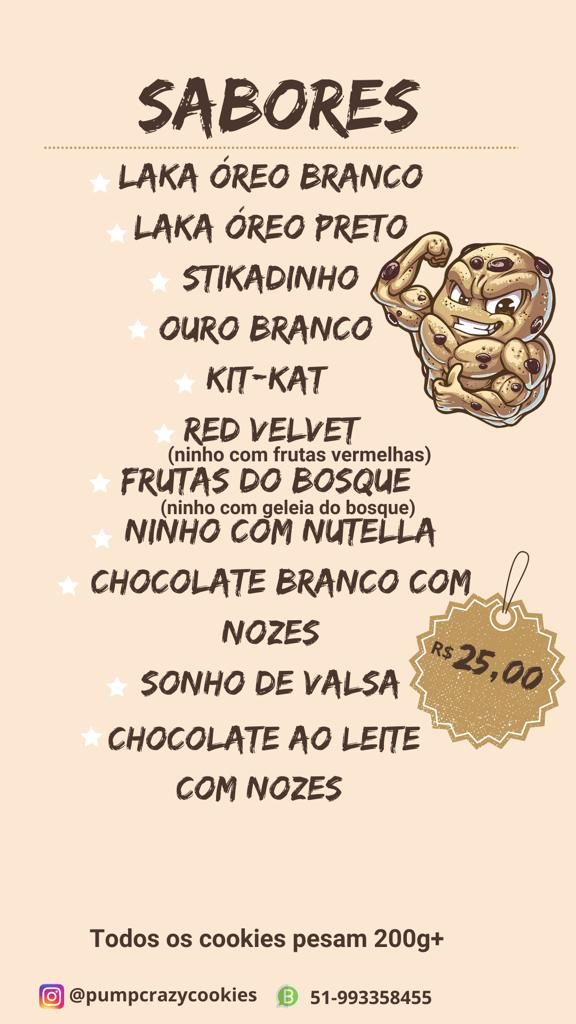 SABORES
LAKA ÓREO BRANCO
LAKA ÓREO PRETO
STIKADINHO
OURO BRANCO
KIT-KAT
RED VELVET
(ninho com frutas vermelhas)
FRUTAS DO BOSQUE
(ninho com geleia do bosque)
NINHO COM NUTELLA
CHOCOLATE BRANCO COM
NOZES
R$ 25,00
SONHO DE VALSA
CHOCOLATE AO LEITE
COM NOZES
Todos os cookies pesam 200g+
@pumpcrazycookies B 51-993358455